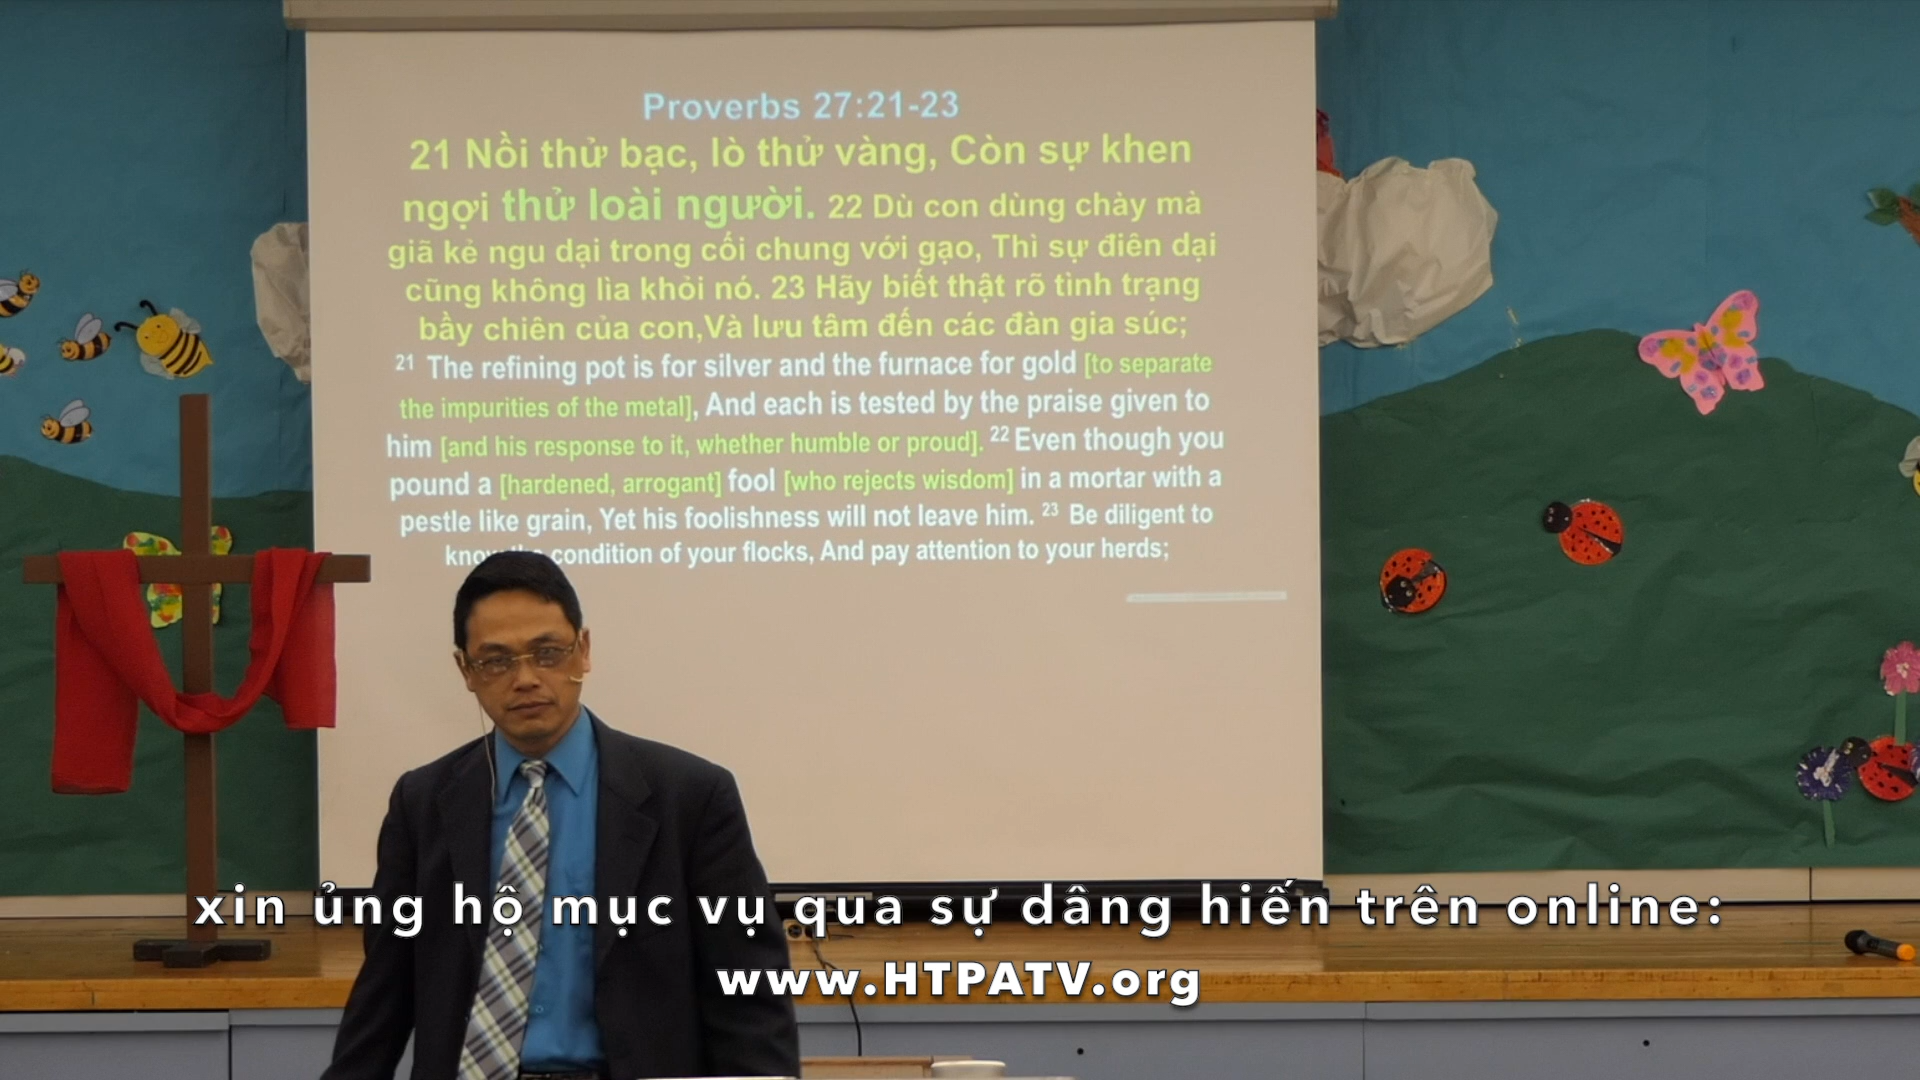 Proverbs 27:21-23
21 Nồi thử bạc, lò thử vàng, Còn sự khen
ngợi thử loài người. 22 Dù con dùng chày mà
giã kẻ ngu dại trong cối chung với gạo, Thì sự điên dại
cũng không lìa khỏi nó. 23 Hãy biết thật rõ tình trạng
bầy chiên của con,Và lưu tâm đến các đàn gia súc;
21 The refining pot is for silver and the furnace for gold [to separate
the impurities of the metal], And each is tested by the praise given to
him [and his response to it, whether humble or proud]. 22 Even though you
pound a [hardened, arrogant] fool [who rejects wisdom] in a mortar with a
pestle like grain, Yet his foolishness will not leave him. 23 Be diligent to
know the condition of your flocks, And pay attention to your herds;
xin ủng hộ mục vụ qua sự dâng hiến trên online:
www.HTPATV.org